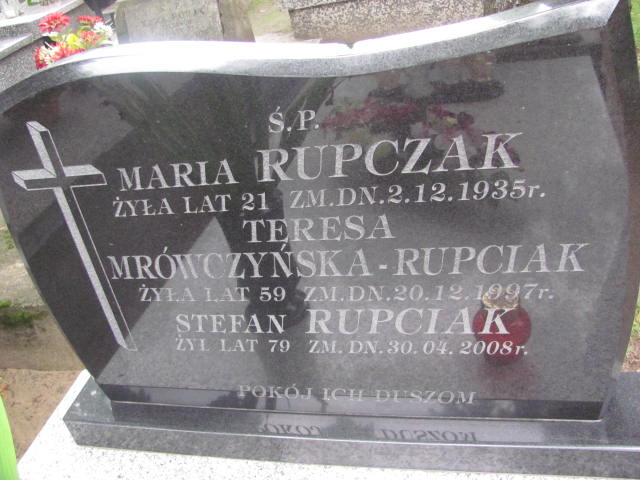 Ś.P.
MARIA RUPCZAK
ŻYŁA LAT 21 ZM.DN.2.12.1935r.
TERESA
MRÓWCZYŃSKA-RUPCIAK
ŻYŁA LAT 59 ZM.DN.20.12.1997r.
STEFAN RUPCIAK
ŻYŁ LAT 79 ZM.DN.30.04.2008r.
POKÓJ ICH DUSZOM